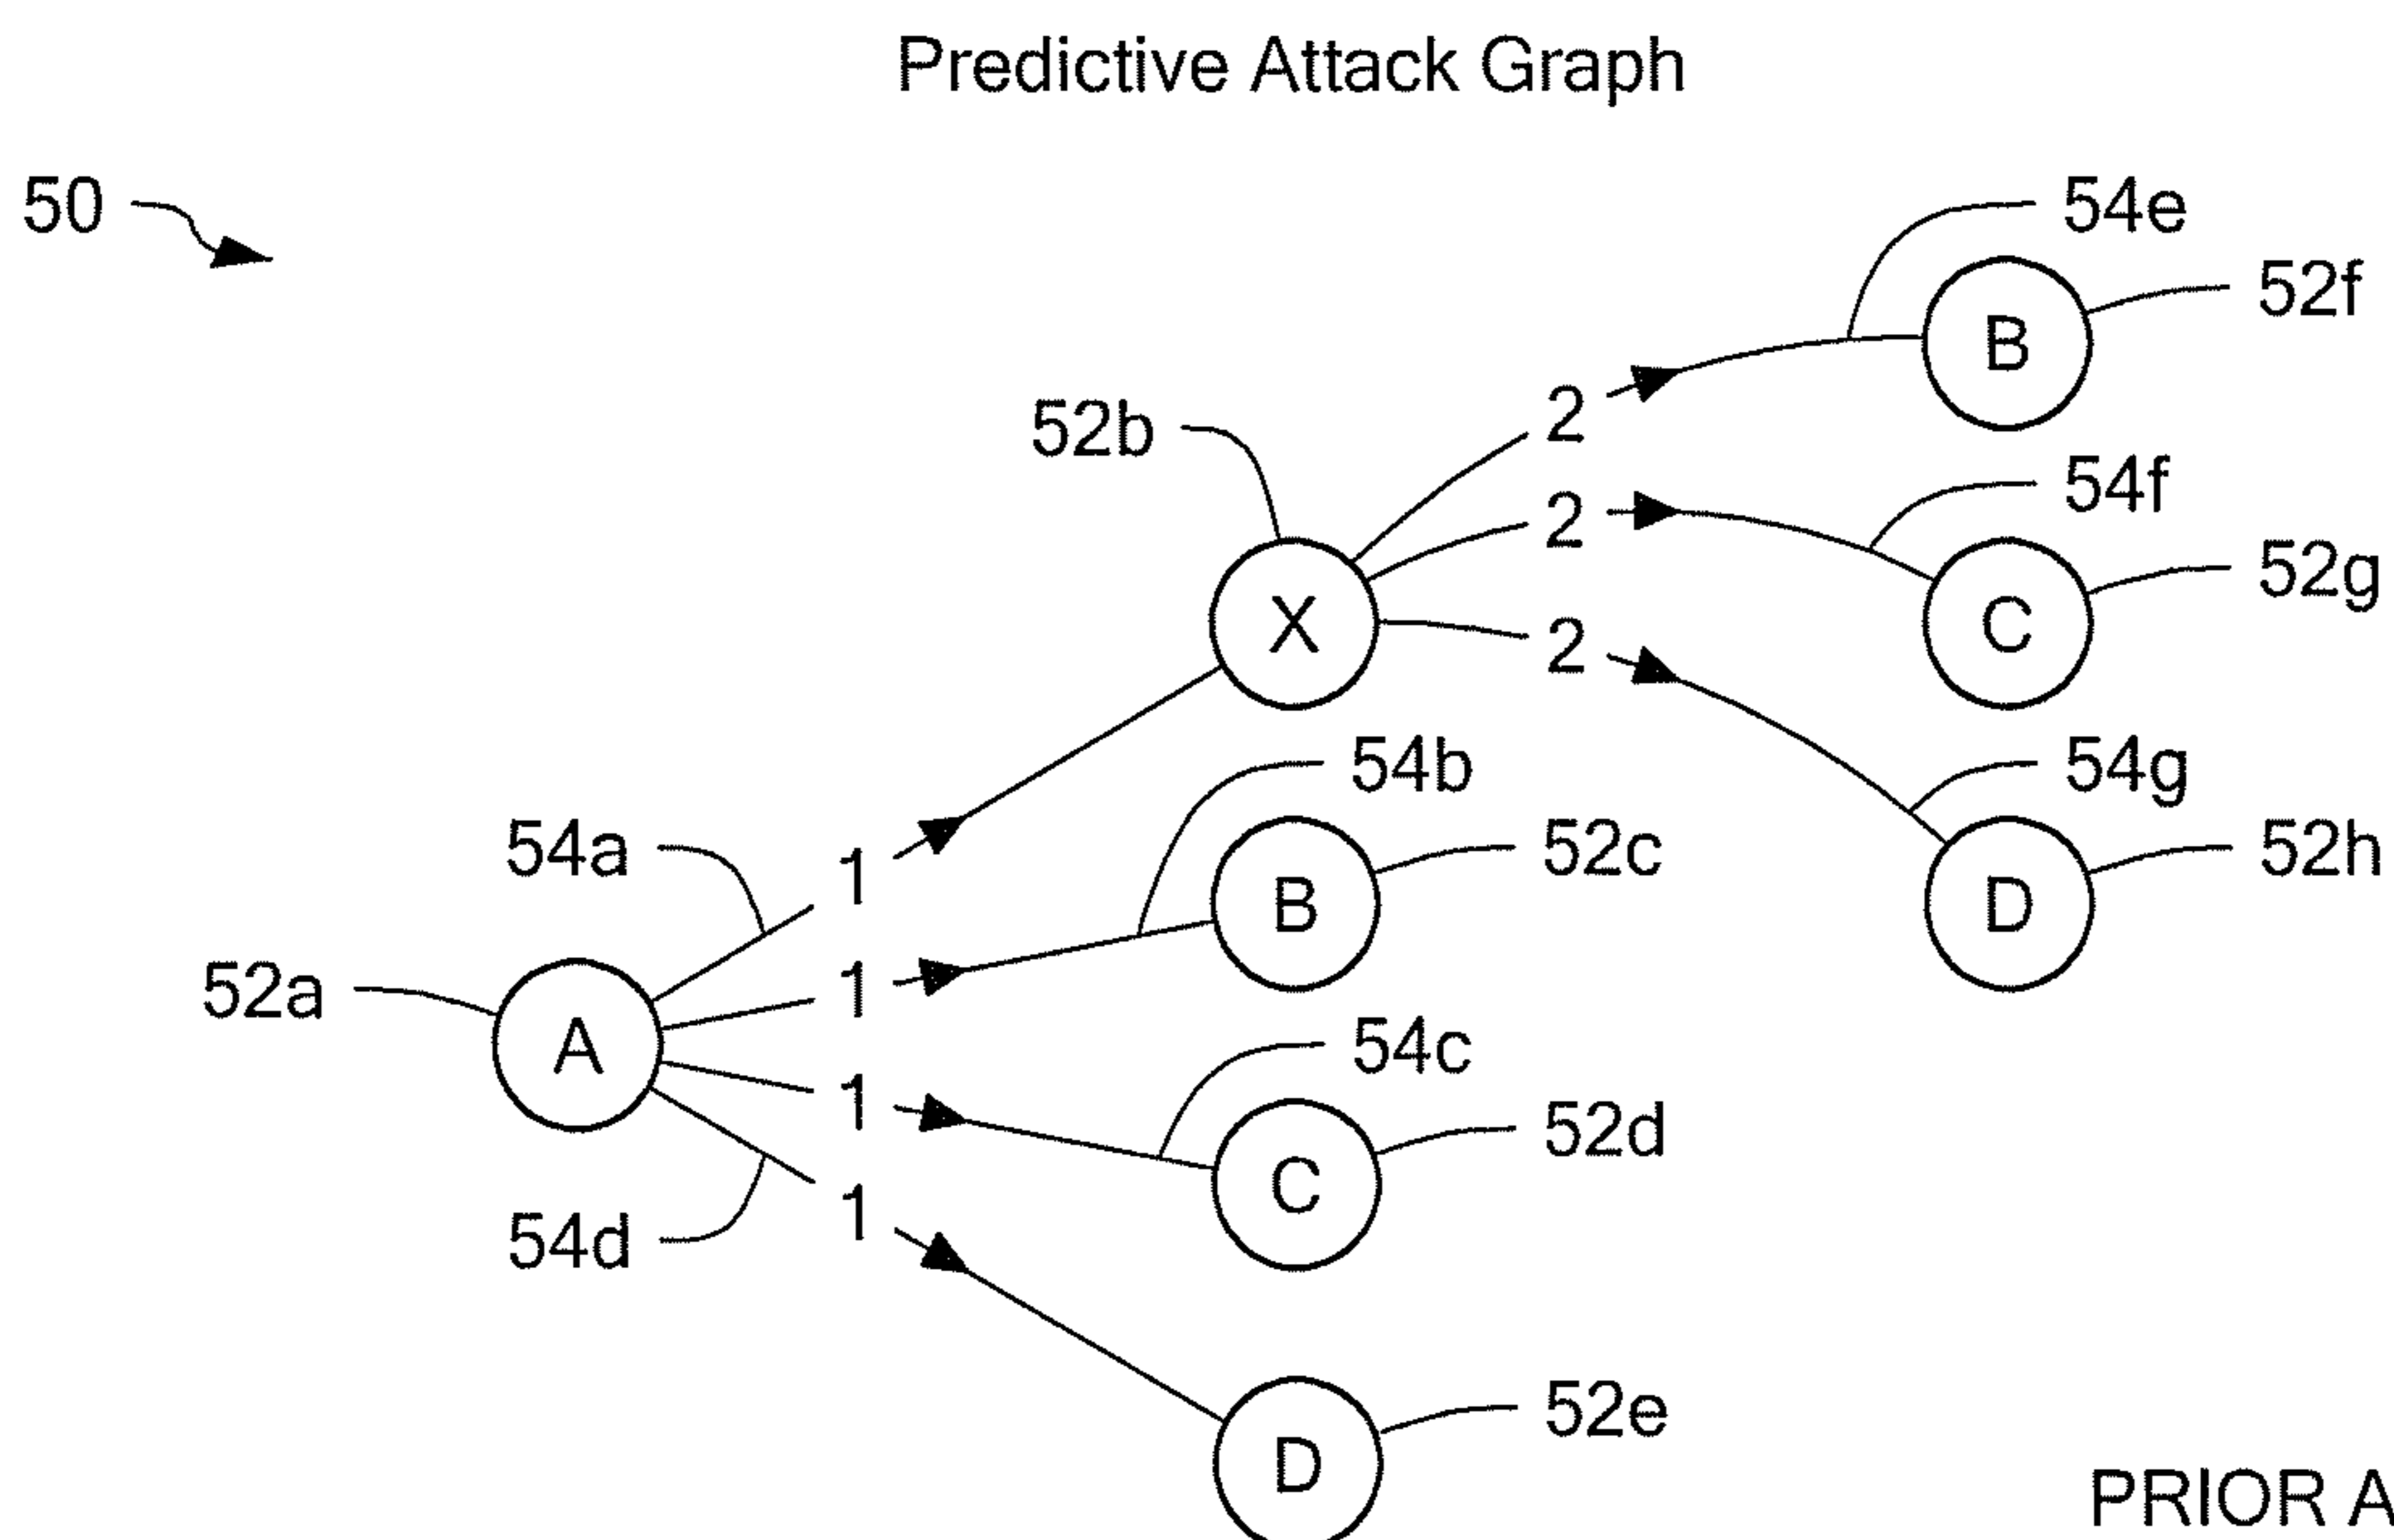 Predictive Attack Graph
50
54e
52f
B
2
52b
54f
2
52g
X
C
2
54b
54g
54a
1
52c
52h
B
D
52a
1
54c
A
1
52d
C
54d
1
52e
D
PRIOR A